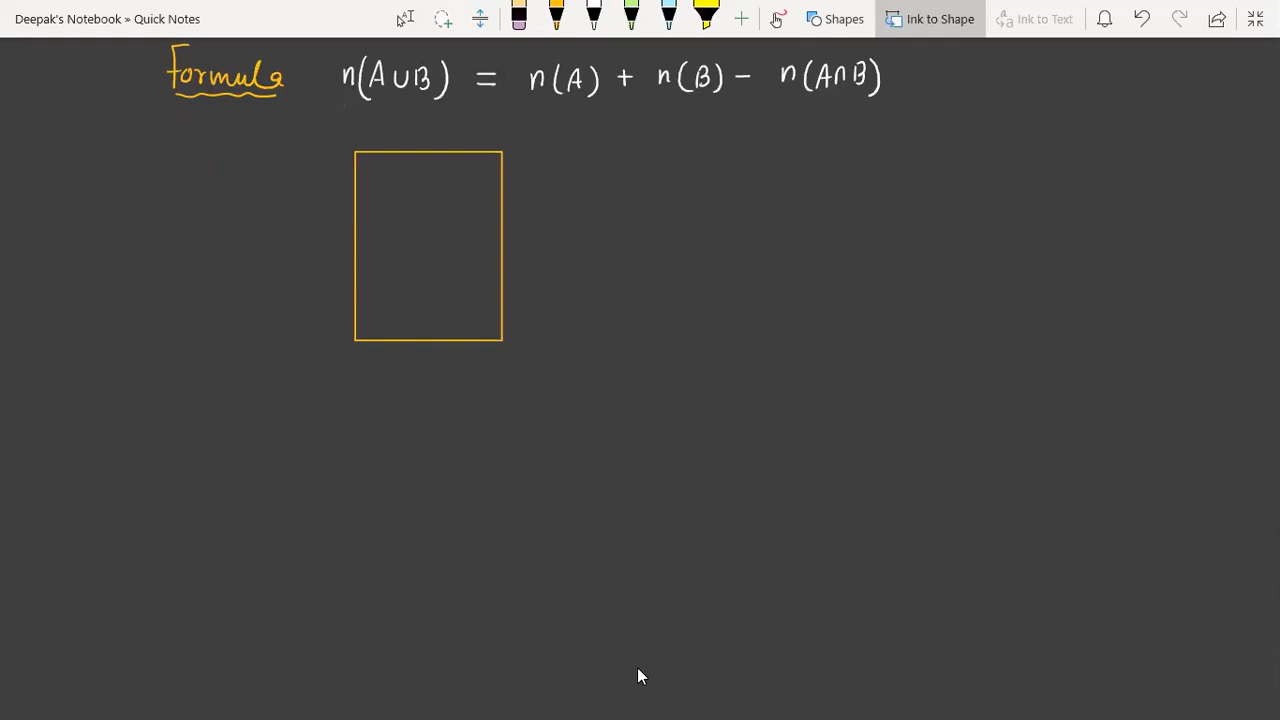 Deepak's Notebook » Quick Notes A Shapes Ink to Shape Ink to Text
Formula n(A∪B) = n(A) + n(B) - n(A∩B)